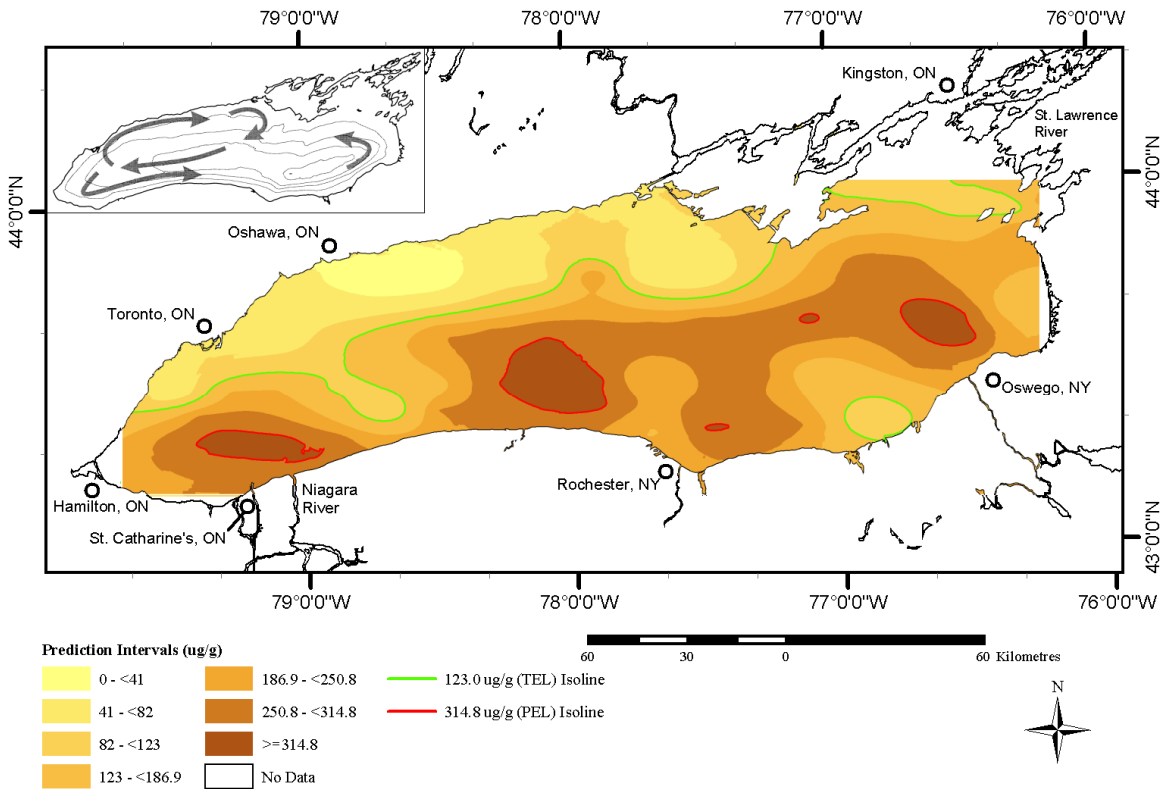 79°0'0"W
78°0'0"W
77°0'0"W
76°0'0"W
Kingston, ON
St. Lawrence
River
44°0'0"N
44°0'0"N
Oshawa, ON
Toronto, ON
Oswego, NY
Rochester, NY
Niagara
River
Hamilton, ON
St. Catharine's, ON
43°0'0"N
79°0'0"W
78°0'0"W
77°0'0"W
76°0'0"W
Prediction Intervals (ug/g)
0 - <41
41 - <82
82 - <123
123 - <186.9
186.9 - <250.8
250.8 - <314.8
>=314.8
No Data
123.0 ug/g (TEL) Isoline
314.8 ug/g (PEL) Isoline
60 30 0 60 Kilometres
N